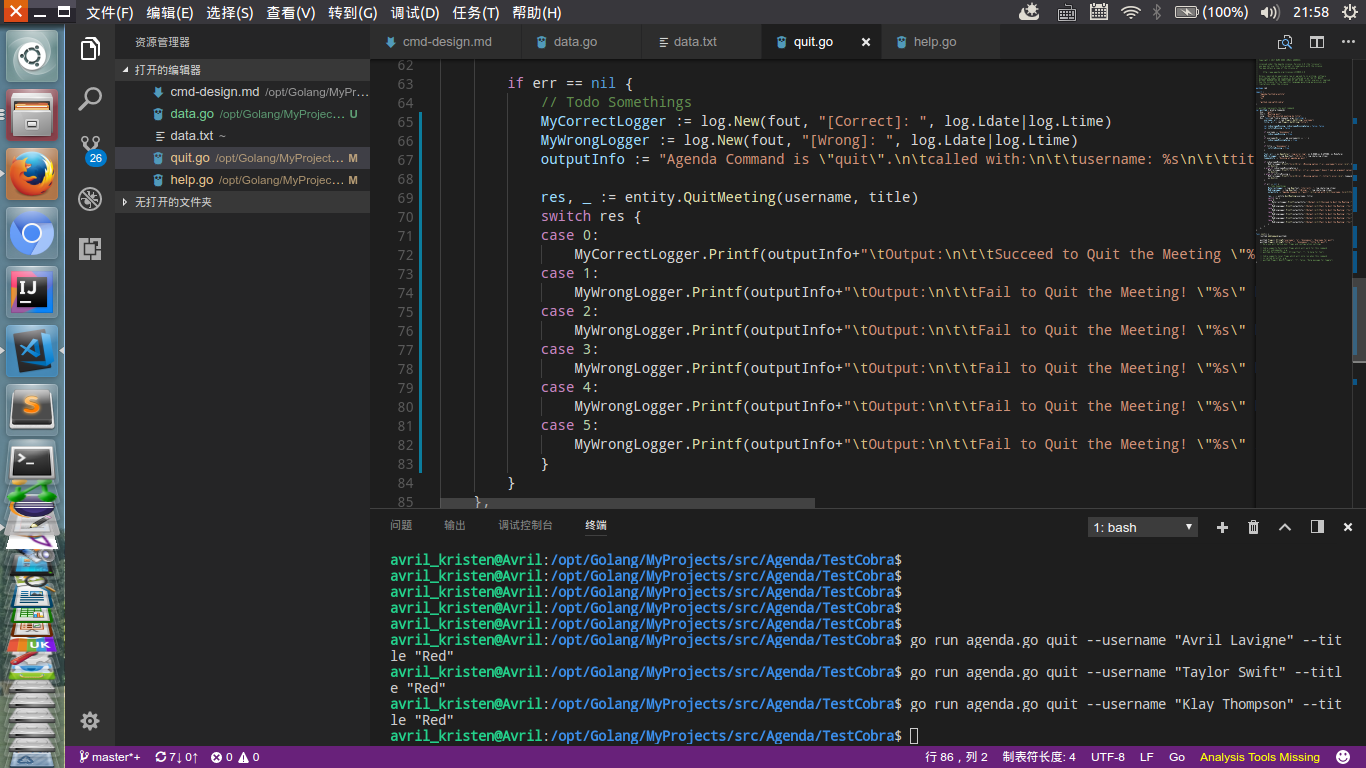 文件(F) 编辑(E) 选择(S) 查看(V) 转到(G) 调试(D) 任务(T) 帮助(H) (100%) 21:58
资源管理器
打开的编辑器
cmd-design.md /opt/Golang/MyPr...
data.go /opt/Golang/MyProject... U
data.txt ~
quit.go /opt/Golang/MyProject... M
help.go /opt/Golang/MyProjec... M
无打开的文件夹
26
cmd-design.md data.go data.txt quit.go help.go
62
63 if err == nil {
64 // Todo Somethings
65 MyCorrectLogger := log.New(fout, "[Correct]: ", log.Ldate|log.Ltime)
66 MyWrongLogger := log.New(fout, "[Wrong]: ", log.Ldate|log.Ltime)
67 outputInfo := "Agenda Command is \"quit\".\n\tcalled with:\n\t\tusername: %s\n\t\ttit
68
69 res, _ := entity.QuitMeeting(username, title)
70 switch res {
71 case 0:
72 MyCorrectLogger.Printf(outputInfo+"\tOutput:\n\t\tSucceed to Quit the Meeting \"%
73 case 1:
74 MyWrongLogger.Printf(outputInfo+"\tOutput:\n\t\tFail to Quit the Meeting! \"%s\"
75 case 2:
76 MyWrongLogger.Printf(outputInfo+"\tOutput:\n\t\tFail to Quit the Meeting! \"%s\"
77 case 3:
78 MyWrongLogger.Printf(outputInfo+"\tOutput:\n\t\tFail to Quit the Meeting! \"%s\"
79 case 4:
80 MyWrongLogger.Printf(outputInfo+"\tOutput:\n\t\tFail to Quit the Meeting! \"%s\"
81 case 5:
82 MyWrongLogger.Printf(outputInfo+"\tOutput:\n\t\tFail to Quit the Meeting! \"%s\"
83 }
84 }
85 },
问题 输出 调试控制台 终端 1: bash
avril_kristen@Avril:/opt/Golang/MyProjects/src/Agenda/TestCobra$
avril_kristen@Avril:/opt/Golang/MyProjects/src/Agenda/TestCobra$
avril_kristen@Avril:/opt/Golang/MyProjects/src/Agenda/TestCobra$
avril_kristen@Avril:/opt/Golang/MyProjects/src/Agenda/TestCobra$
avril_kristen@Avril:/opt/Golang/MyProjects/src/Agenda/TestCobra$
avril_kristen@Avril:/opt/Golang/MyProjects/src/Agenda/TestCobra$ go run agenda.go quit --username "Avril Lavigne" --tit
le "Red"
avril_kristen@Avril:/opt/Golang/MyProjects/src/Agenda/TestCobra$ go run agenda.go quit --username "Taylor Swift" --titl
e "Red"
avril_kristen@Avril:/opt/Golang/MyProjects/src/Agenda/TestCobra$ go run agenda.go quit --username "Klay Thompson" --tit
le "Red"
avril_kristen@Avril:/opt/Golang/MyProjects/src/Agenda/TestCobra$
IJ
UK
master*+ 7↓ 0↑ 0 0 行 86，列 2 制表符长度: 4 UTF-8 LF Go Analysis Tools Missing